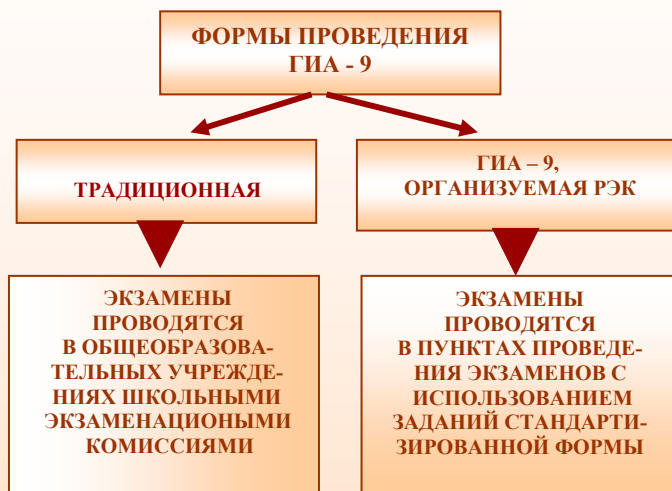 ФОРМЫ ПРОВЕДЕНИЯ
ГИА - 9
ТРАДИЦИОННАЯ
ГИА – 9,
ОРГАНИЗУЕМАЯ РЭК
ЭКЗАМЕНЫ
ПРОВОДЯТСЯ
В ОБЩЕОБРАЗОВА-
ТЕЛЬНЫХ УЧРЕЖДЕ-
НИЯХ ШКОЛЬНЫМИ
ЭКЗАМЕНАЦИОНЫМИ
КОМИССИЯМИ
ЭКЗАМЕНЫ
ПРОВОДЯТСЯ
В ПУНКТАХ ПРОВЕДЕ-
НИЯ ЭКЗАМЕНОВ С
ИСПОЛЬЗОВАНИЕМ
ЗАДАНИЙ СТАНДАРТИ-
ЗИРОВАННОЙ ФОРМЫ